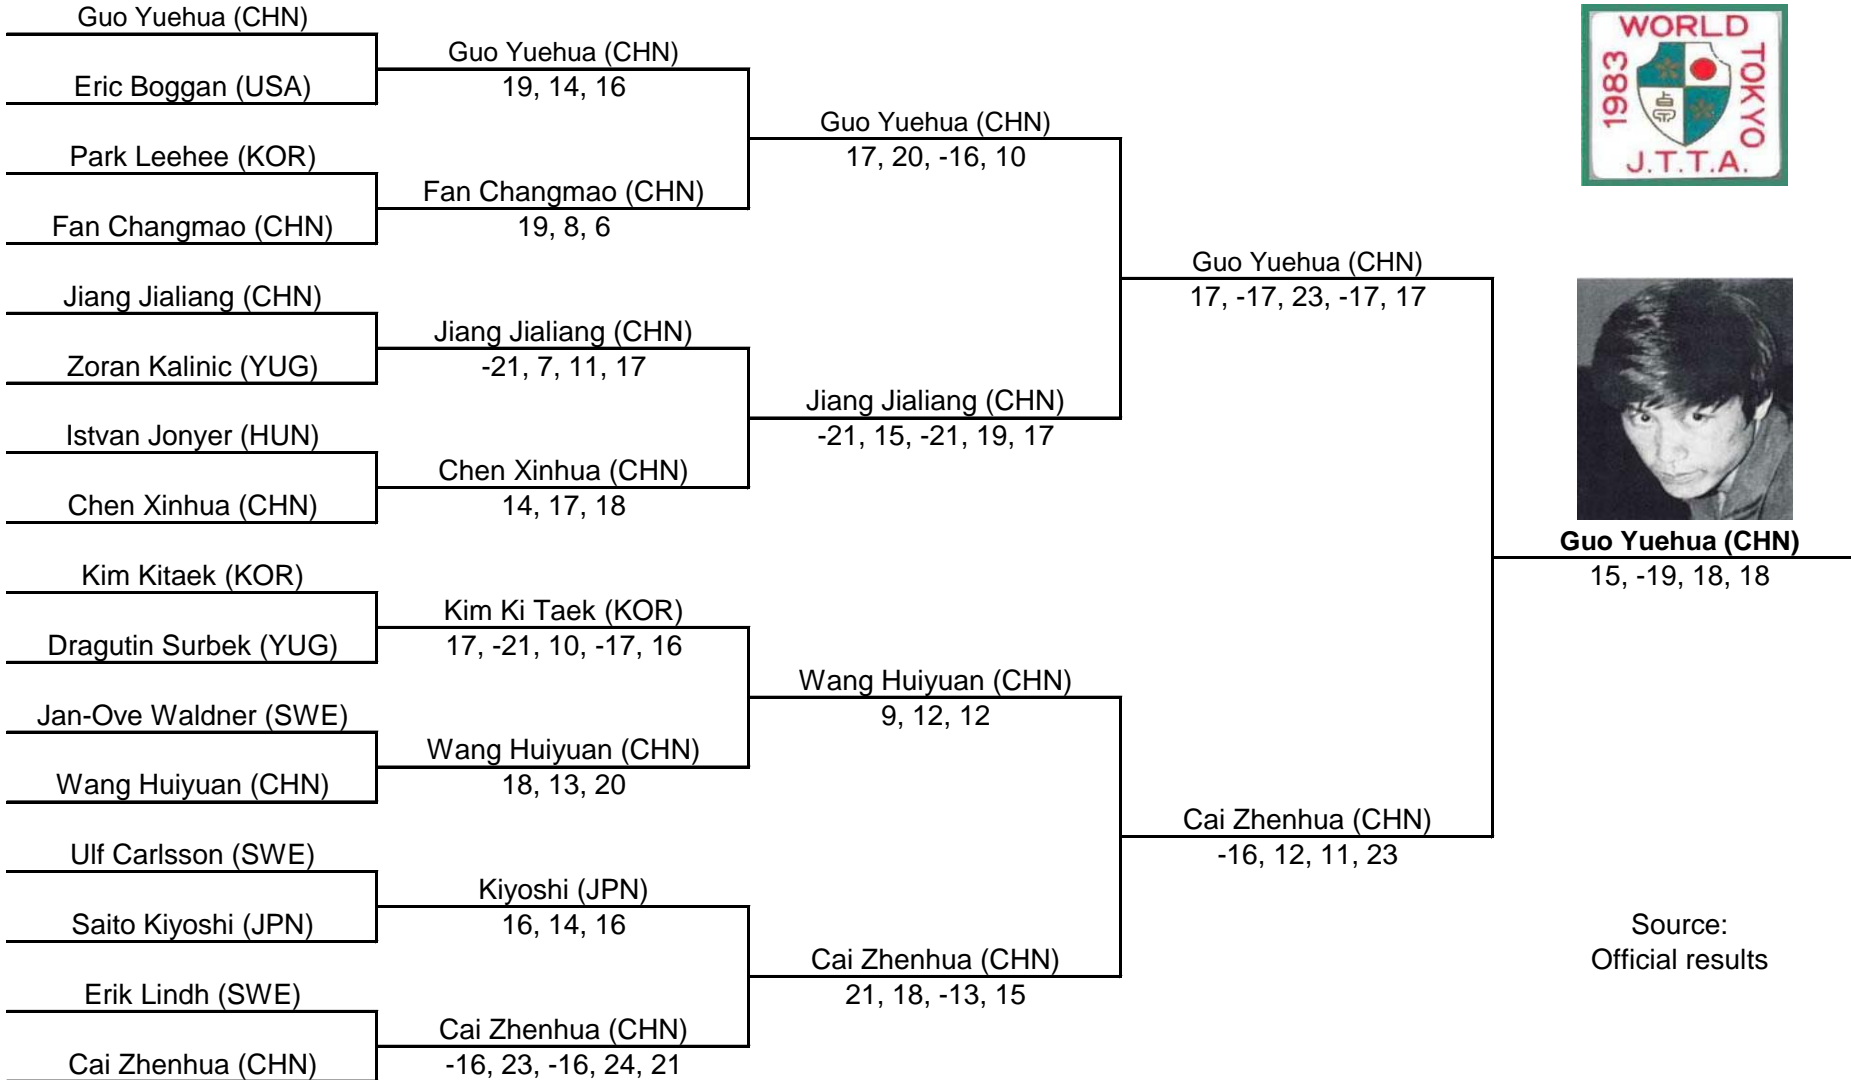 Guo Yuehua (CHN)
Eric Boggan (USA)
Park Leehee (KOR)
Fan Changmao (CHN)
Jiang Jialiang (CHN)
Zoran Kalinic (YUG)
Istvan Jonyer (HUN)
Chen Xinhua (CHN)
Kim Kitaek (KOR)
Dragutin Surbek (YUG)
Jan-Ove Waldner (SWE)
Wang Huiyuan (CHN)
Ulf Carlsson (SWE)
Saito Kiyoshi (JPN)
Erik Lindh (SWE)
Cai Zhenhua (CHN)
Guo Yuehua (CHN)
19, 14, 16
Fan Changmao (CHN)
19, 8, 6
Jiang Jialiang (CHN)
-21, 7, 11, 17
Chen Xinhua (CHN)
14, 17, 18
Kim Ki Taek (KOR)
17, -21, 10, -17, 16
Wang Huiyuan (CHN)
18, 13, 20
Kiyoshi (JPN)
16, 14, 16
Cai Zhenhua (CHN)
-16, 23, -16, 24, 21
Guo Yuehua (CHN)
17, 20, -16, 10
Jiang Jialiang (CHN)
-21, 15, -21, 19, 17
Wang Huiyuan (CHN)
9, 12, 12
Cai Zhenhua (CHN)
21, 18, -13, 15
Guo Yuehua (CHN)
17, -17, 23, -17, 17
Cai Zhenhua (CHN)
-16, 12, 11, 23
WORLD
1983
TOKYO
J.T.T.A.
Guo Yuehua (CHN)
15, -19, 18, 18
Source:
Official results